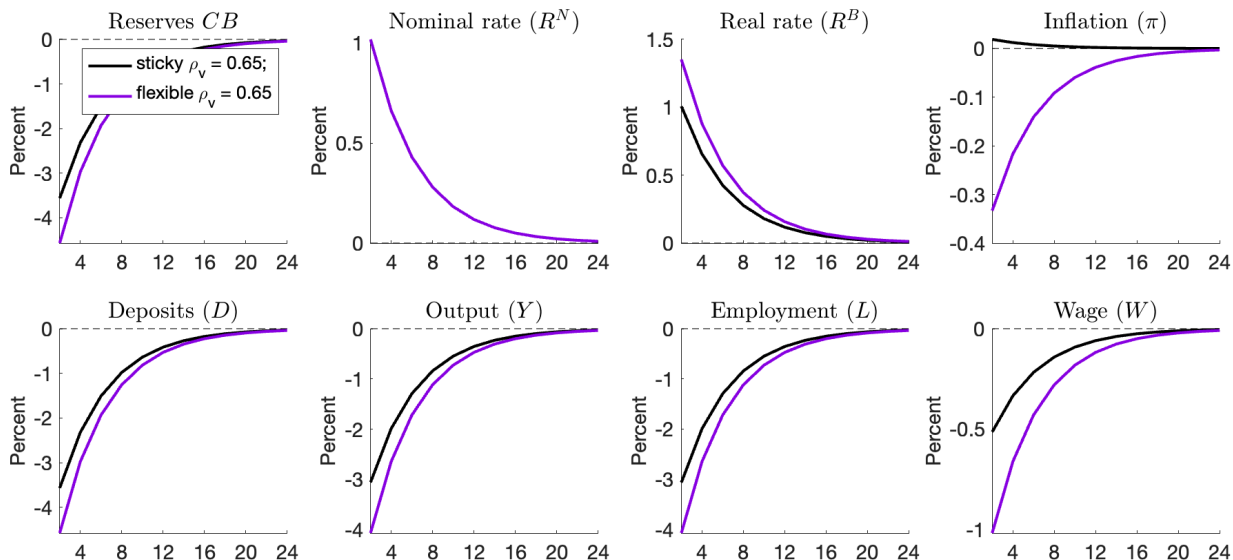 Reserves CB
Nominal rate (R^N)
Real rate (R^B)
Inflation (π)
0
-1
-2
-3
-4
Percent
sticky ρ_v = 0.65;
flexible ρ_v = 0.65
4 8 12 16 20 24
1
0.5
0
Percent
4 8 12 16 20 24
1.5
1
0.5
0
Percent
4 8 12 16 20 24
0
-0.1
-0.2
-0.3
-0.4
Percent
4 8 12 16 20 24
Deposits (D)
Output (Y)
Employment (L)
Wage (W)
0
-1
-2
-3
-4
Percent
4 8 12 16 20 24
0
-1
-2
-3
-4
Percent
4 8 12 16 20 24
0
-1
-2
-3
-4
Percent
4 8 12 16 20 24
0
-0.5
-1
Percent
4 8 12 16 20 24